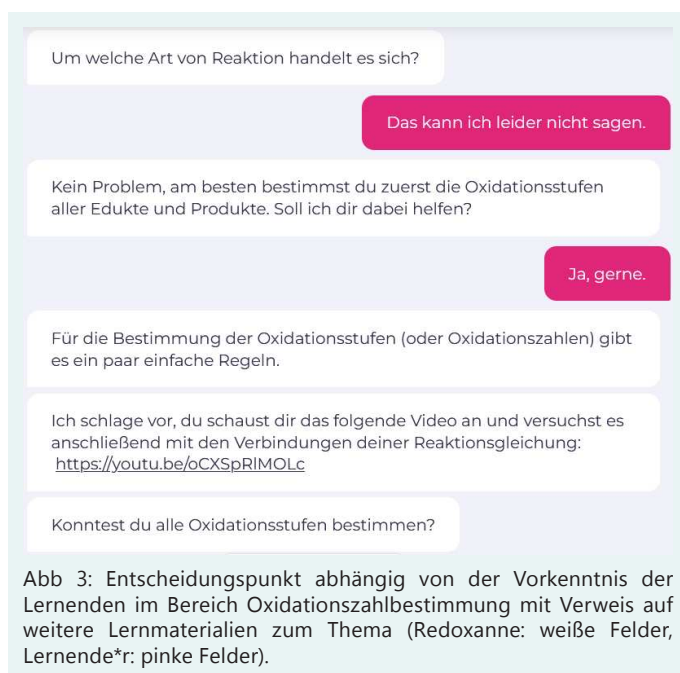 Um welche Art von Reaktion handelt es sich?
Das kann ich leider nicht sagen.
Kein Problem, am besten bestimmst du zuerst die Oxidationsstufen
aller Edukte und Produkte. Soll ich dir dabei helfen?
Ja, gerne.
Für die Bestimmung der Oxidationsstufen (oder Oxidationszahlen) gibt
es ein paar einfache Regeln.
Ich schlage vor, du schaust dir das folgende Video an und versuchst es
anschließend mit den Verbindungen deiner Reaktionsgleichung:
https://youtu.be/oCXSpRlMOLc
Konntest du alle Oxidationsstufen bestimmen?
Abb 3: Entscheidungspunkt abhängig von der Vorkenntnis der
Lernenden im Bereich Oxidationszahlbestimmung mit Verweis auf
weitere Lernmaterialien zum Thema (Redoxanne: weiße Felder,
Lernende*r: pinke Felder).